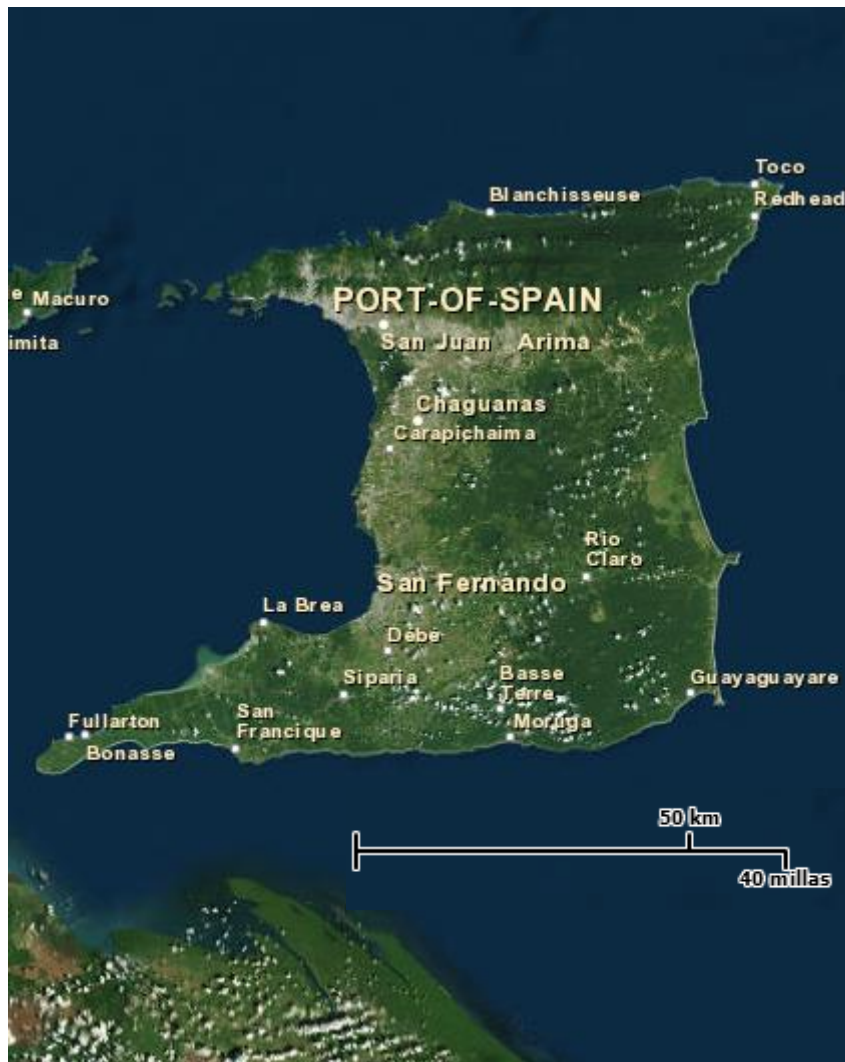 Toco
Blanchisseuse
Redhead
e Macuro
PORT-OF-SPAIN
imita
San Juan
Arima
Chaguanas
Carapichaima
Rio
Claro
San Fernando
La Brea
Debe
Siparia
Basse
Terre
Guayaguayare
San
Francique
Fullarton
Moruga
Bonasse
50 km
40 millas